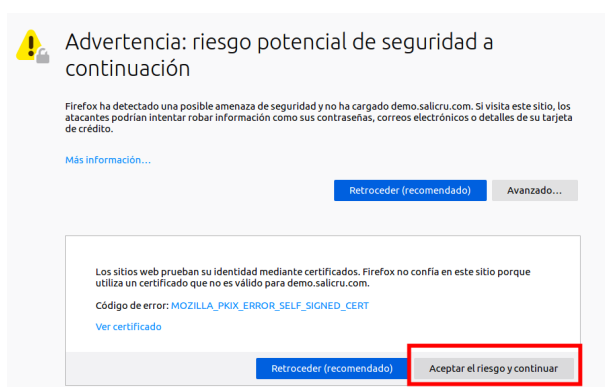 Advertencia: riesgo potencial de seguridad a
continuación
Firefox ha detectado una posible amenaza de seguridad y no ha cargado demo.salicru.com. Si visita este sitio, los
atacantes podrían intentar robar información como sus contraseñas, correos electrónicos o detalles de su tarjeta
de crédito.
Más información...
Retroceder (recomendado) Avanzado...
Los sitios web prueban su identidad mediante certificados. Firefox no confía en este sitio porque
utiliza un certificado que no es válido para demo.salicru.com.
Código de error: MOZILLA_PKIX_ERROR_SELF_SIGNED_CERT
Ver certificado
Retroceder (recomendado) Aceptar el riesgo y continuar